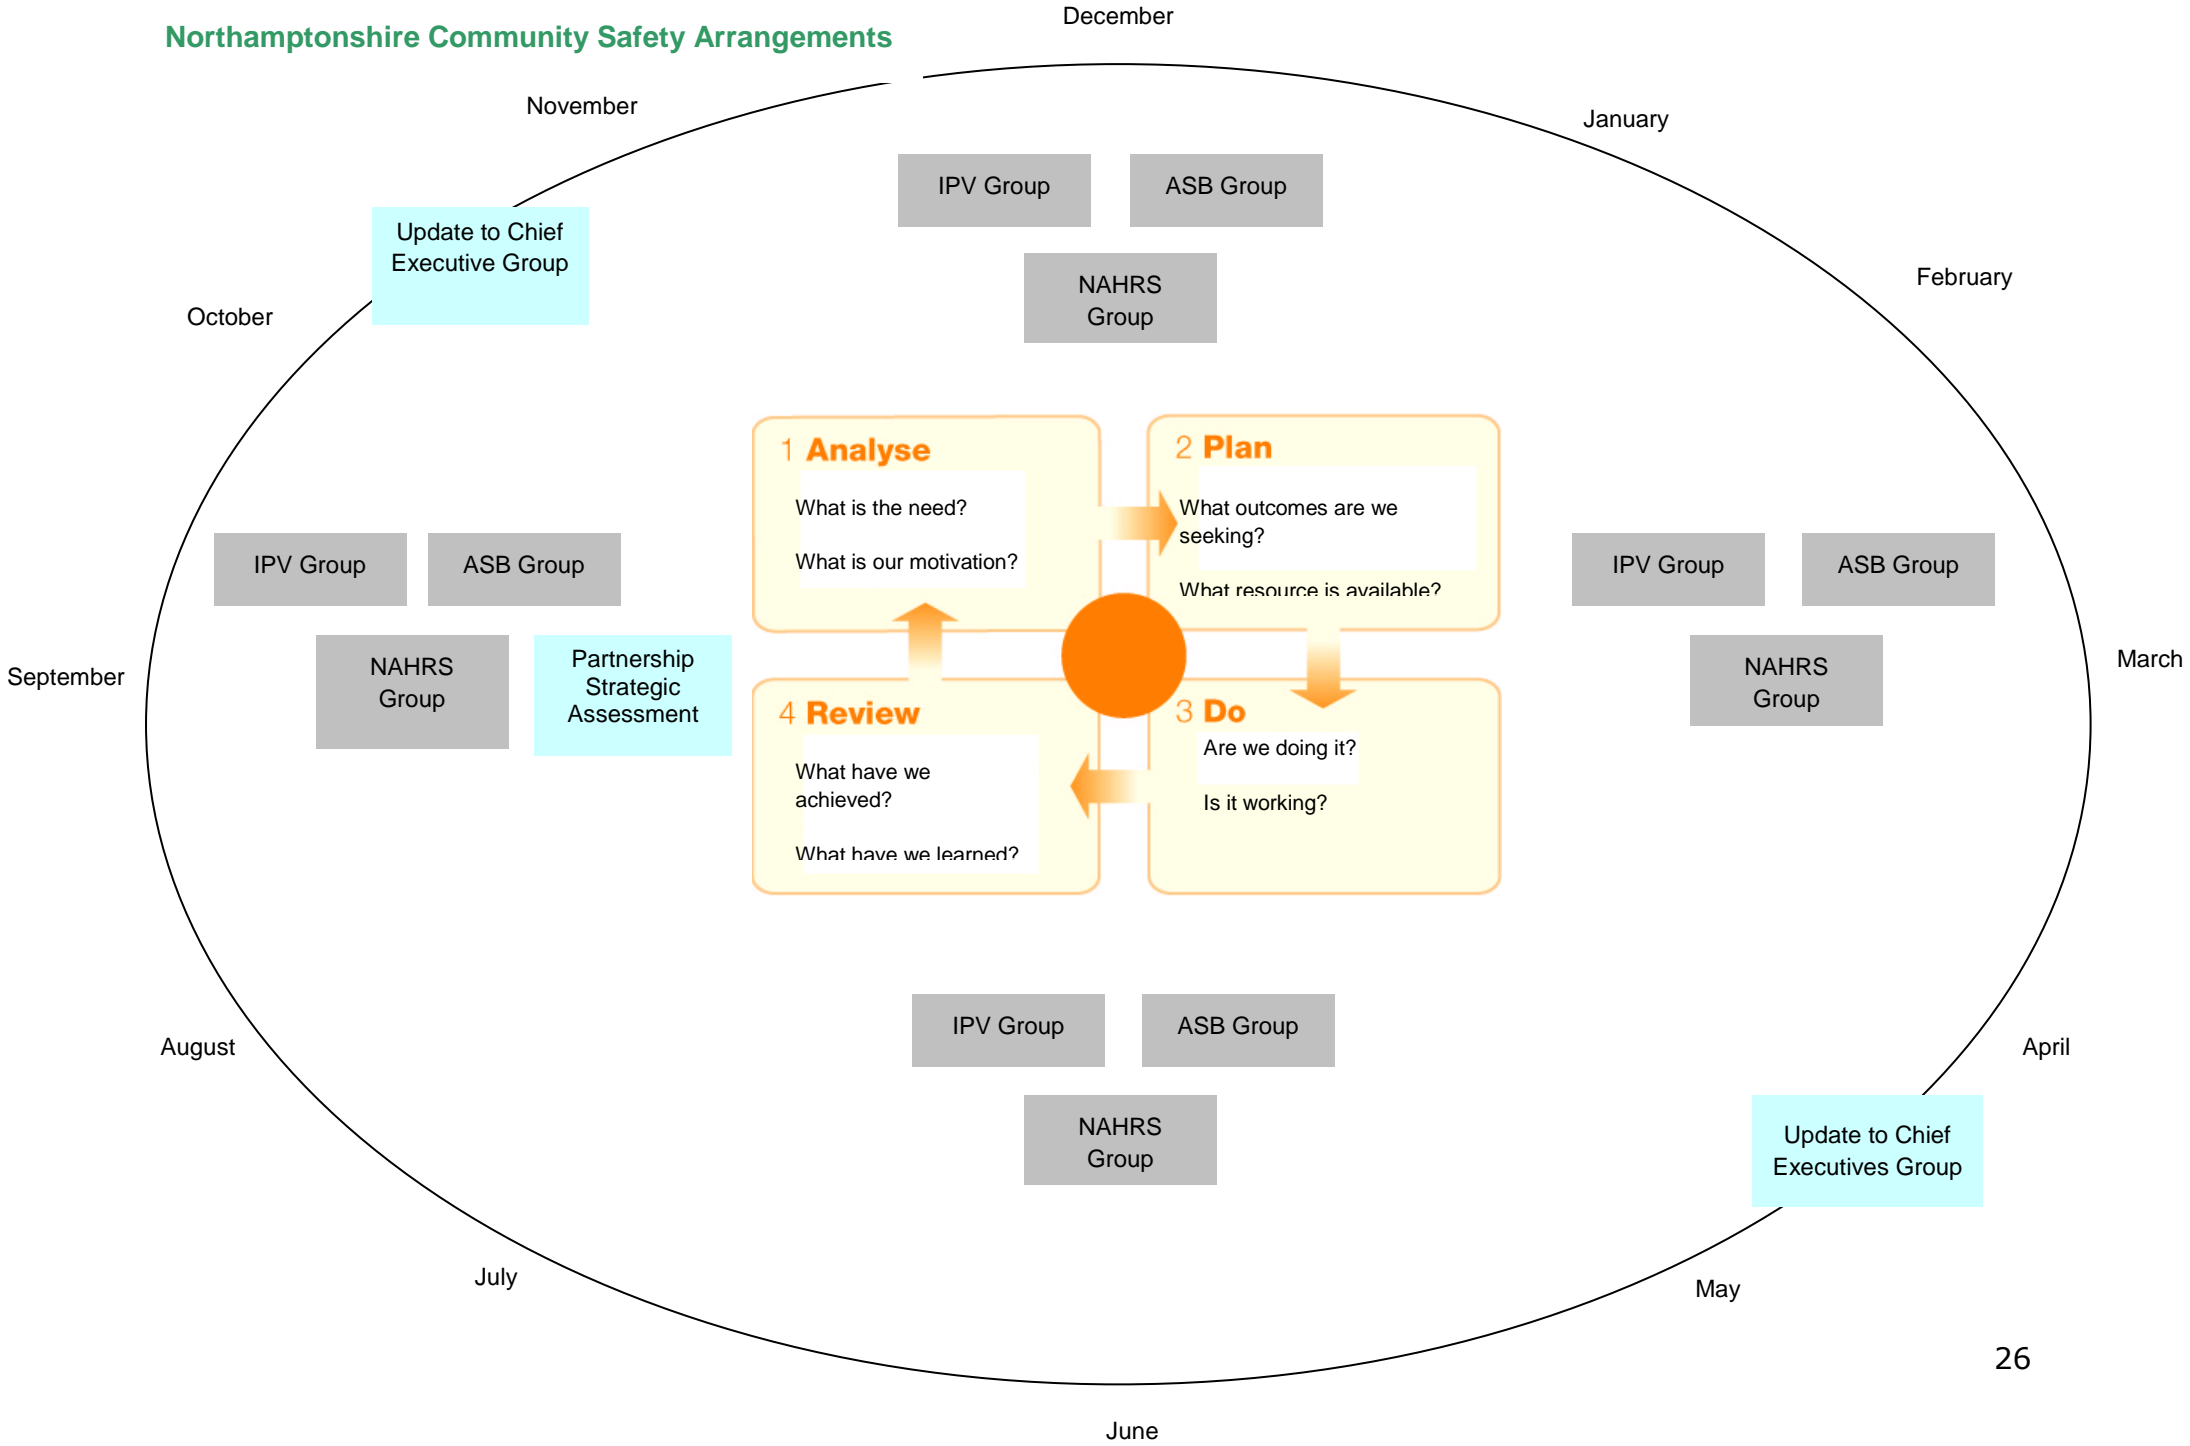 December
Northamptonshire Community Safety Arrangements
November
January
IPV Group
ASB Group
Update to Chief
Executive Group
NAHRS
Group
February
October
1 Analyse
What is the need?
What is our motivation?
2 Plan
What outcomes are we
seeking?
What resource is available?
IPV Group
ASB Group
NAHRS
Group
Partnership
Strategic
Assessment
IPV Group
ASB Group
NAHRS
Group
September
March
4 Review
What have we
achieved?
What have we learned?
3 Do
Are we doing it?
Is it working?
IPV Group
ASB Group
NAHRS
Group
August
April
Update to Chief
Executives Group
July
May
26
June